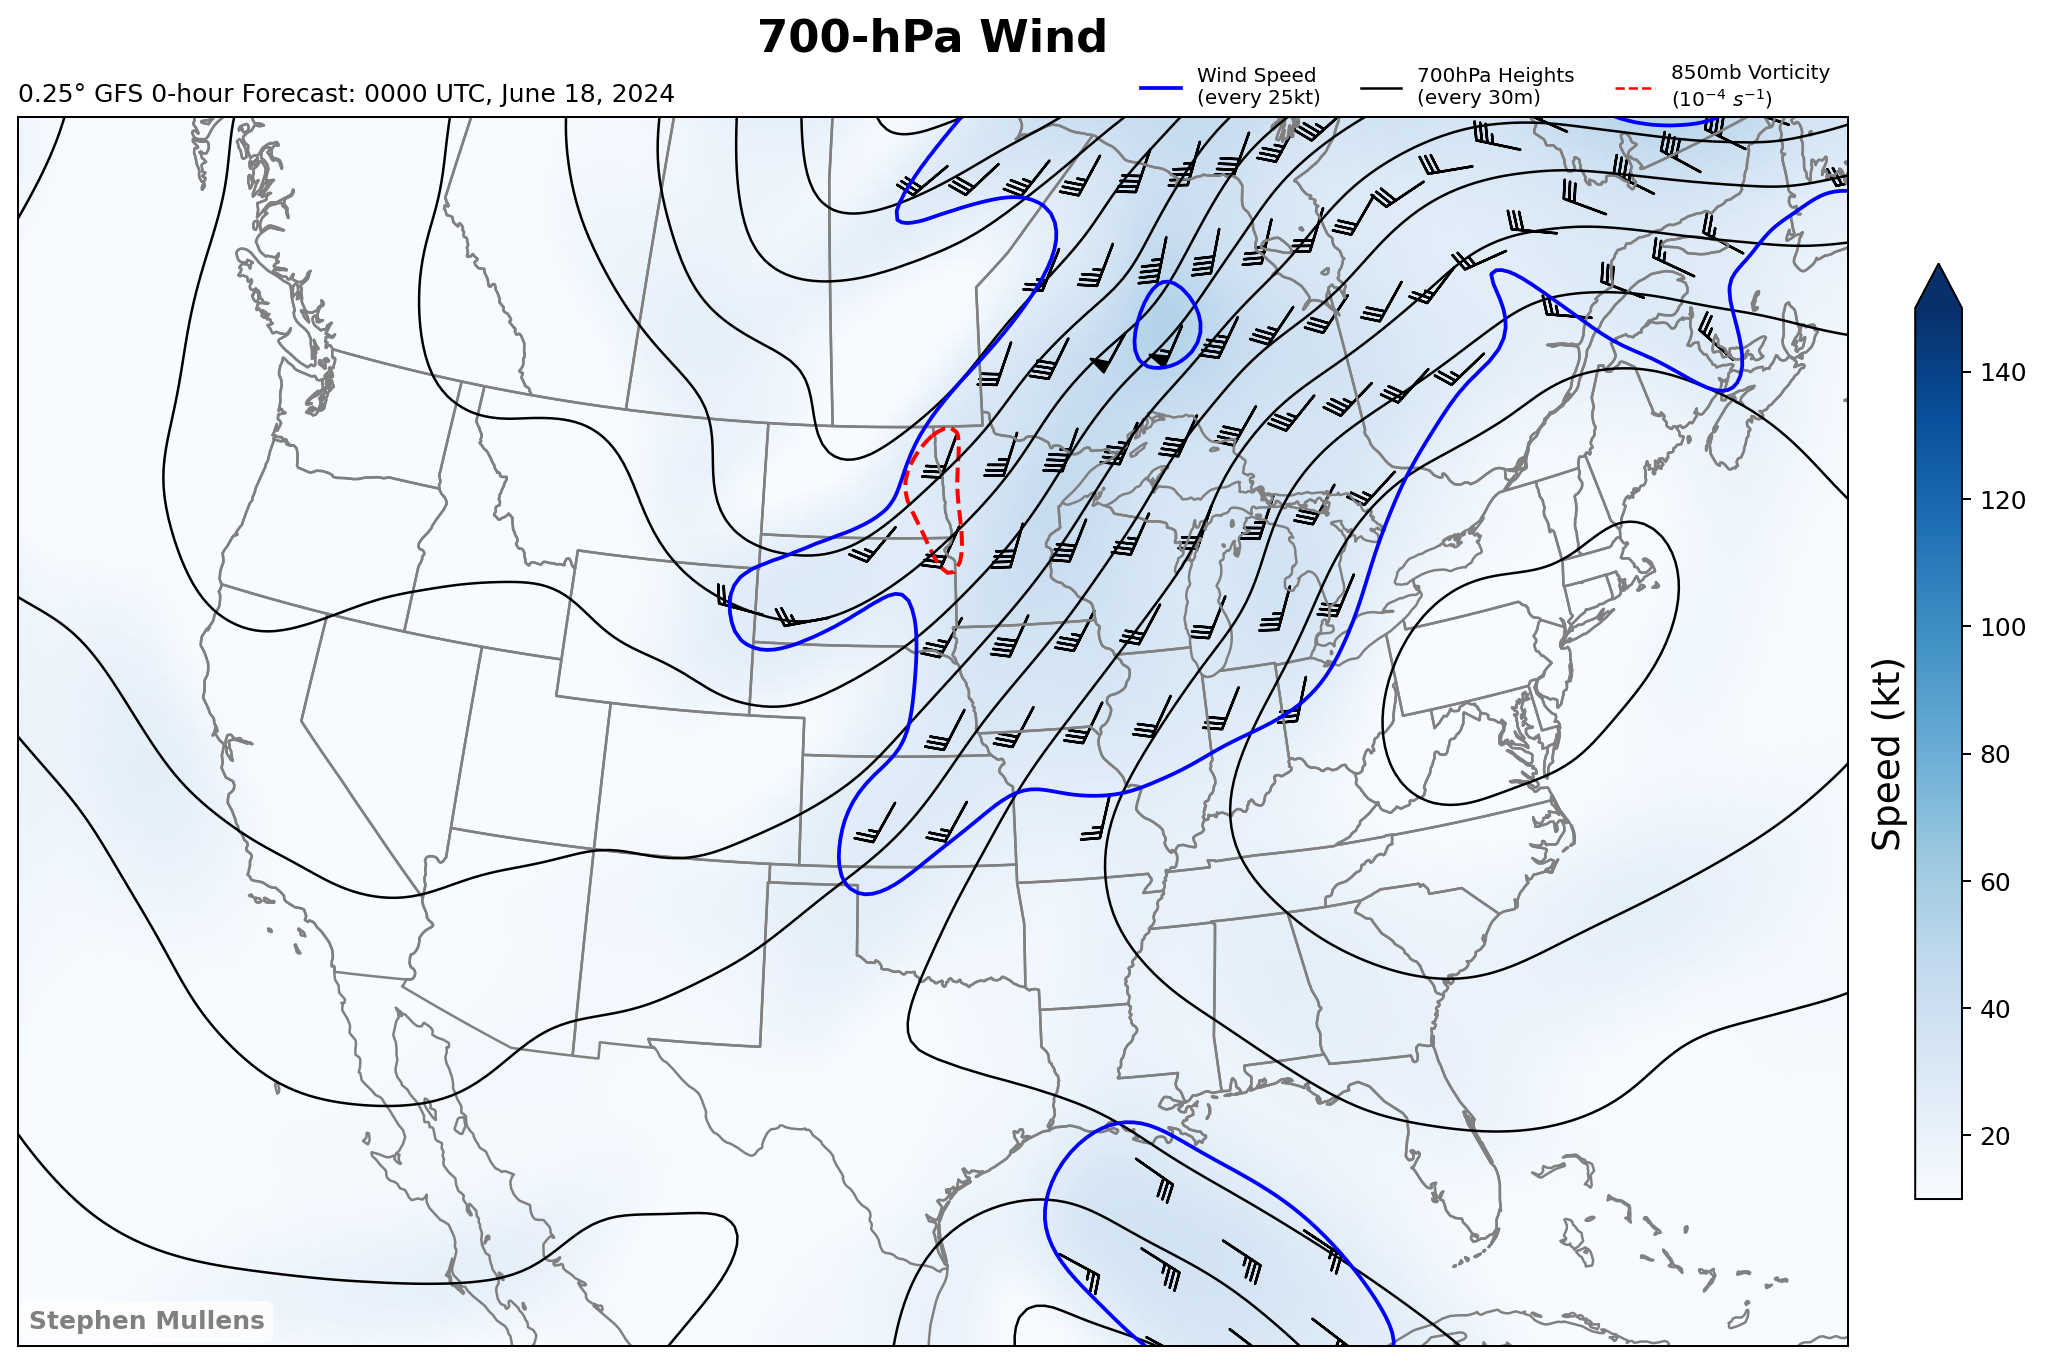 700-hPa Wind
0.25° GFS 0-hour Forecast: 0000 UTC, June 18, 2024
Wind Speed
(every 25kt)
700hPa Heights
(every 30m)
850mb Vorticity
(10⁻⁴ s⁻¹)
140
120
100
80
60
40
20
Speed (kt)
Stephen Mullens